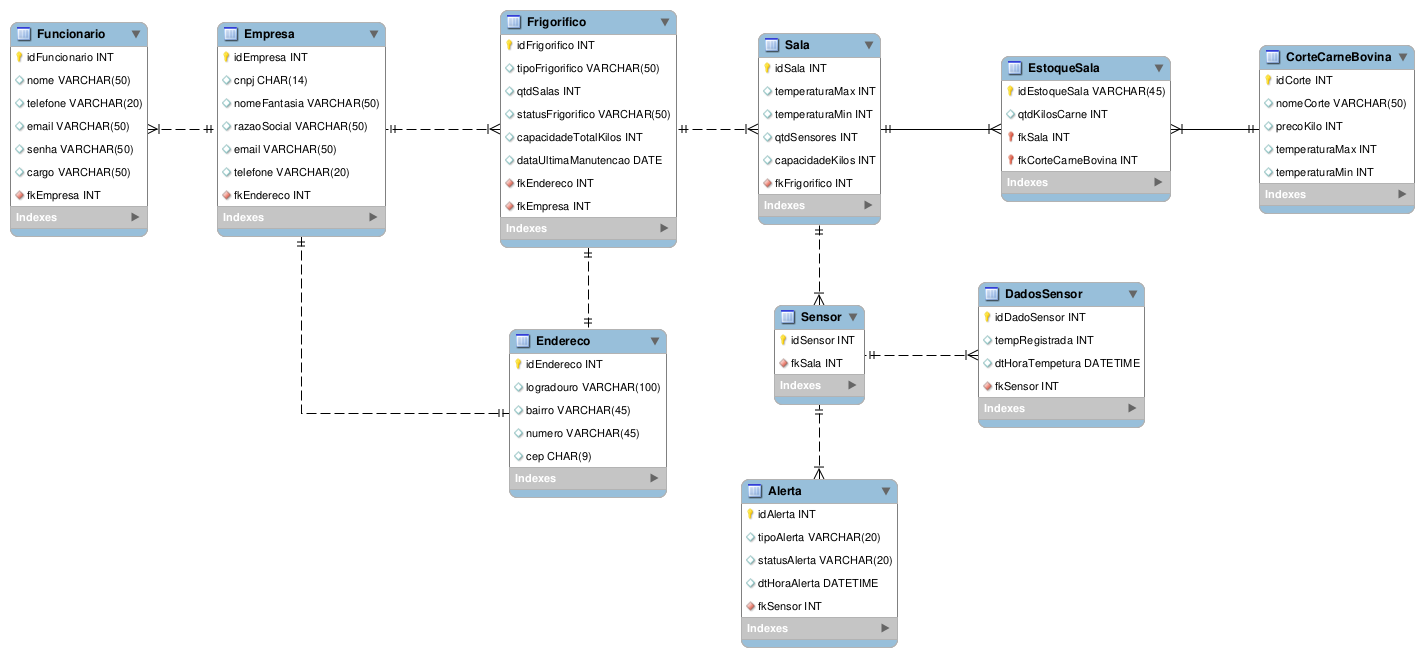 Funcionario
idFuncionario INT
nome VARCHAR(50)
telefone VARCHAR(20)
email VARCHAR(50)
senha VARCHAR(50)
cargo VARCHAR(50)
fkEmpresa INT
Indexes
Empresa
idEmpresa INT
cnpj CHAR(14)
nomeFantasia VARCHAR(50)
razaoSocial VARCHAR(50)
email VARCHAR(50)
telefone VARCHAR(20)
fkEndereco INT
Indexes
Frigorifico
idFrigorifico INT
tipoFrigorifico VARCHAR(50)
qtdSalas INT
statusFrigorifico VARCHAR(50)
capacidadeTotalKilos INT
dataUltimaManutencao DATE
fkEndereco INT
fkEmpresa INT
Indexes
Sala
idSala INT
temperaturaMax INT
temperaturaMin INT
qtdSensores INT
capacidadeKilos INT
fkFrigorifico INT
Indexes
EstoqueSala
idEstoqueSala VARCHAR(45)
qtdKilosCarne INT
fkSala INT
fkCorteCarneBovina INT
Indexes
CorteCarneBovina
idCorte INT
nomeCorte VARCHAR(50)
precoKilo INT
temperaturaMax INT
temperaturaMin INT
Indexes
Endereco
idEndereco INT
logradouro VARCHAR(100)
bairro VARCHAR(45)
numero VARCHAR(45)
cep CHAR(9)
Indexes
Sensor
idSensor INT
fkSala INT
Indexes
DadosSensor
idDadoSensor INT
tempRegistrada INT
dtHoraTempetura DATETIME
fkSensor INT
Indexes
Alerta
idAlerta INT
tipoAlerta VARCHAR(20)
statusAlerta VARCHAR(20)
dtHoraAlerta DATETIME
fkSensor INT
Indexes